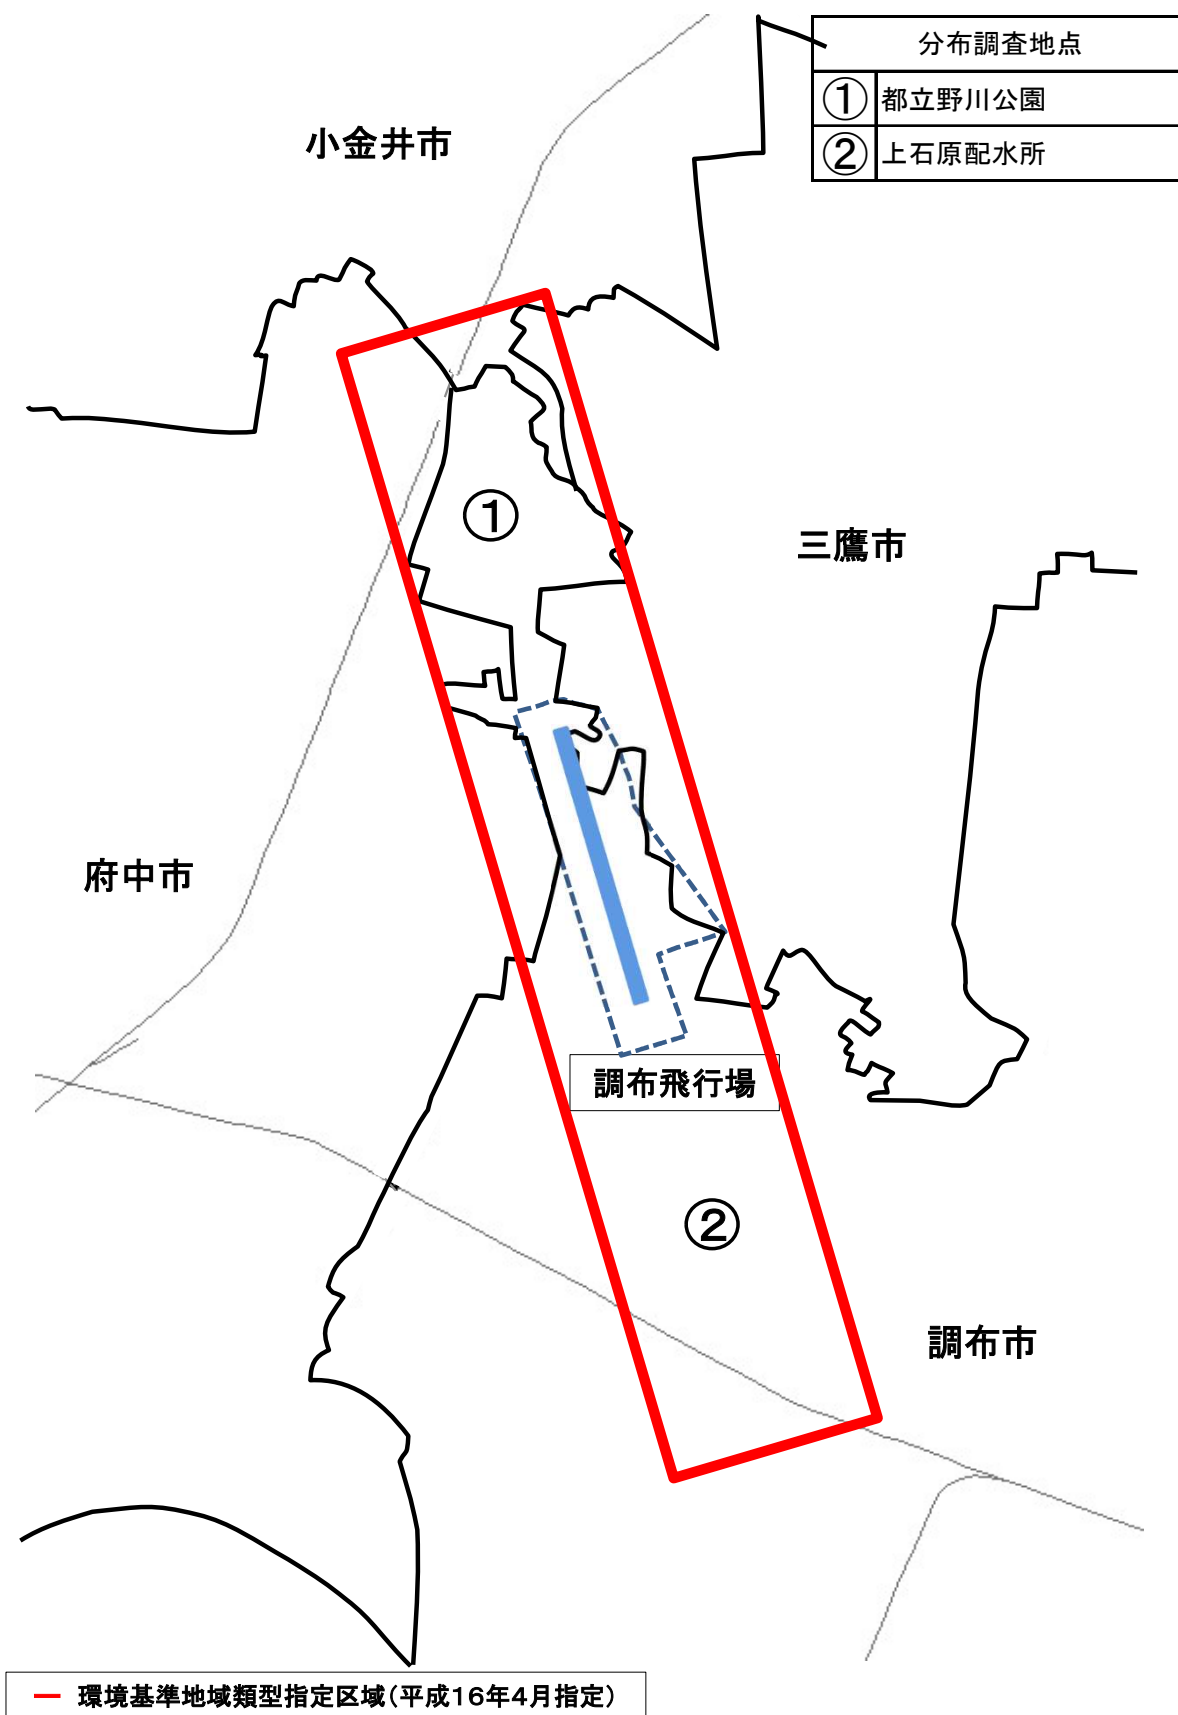 分布調査地点
① 都立野川公園
② 上石原配水所
小金井市
①
三鷹市
府中市
調布飛行場
②
調布市
環境基準地域類型指定区域(平成16年4月指定)